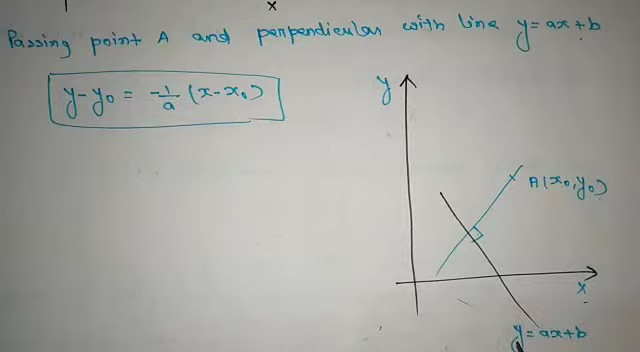 x
Passing point A and perpendicular with line y=ax+b
y-y₀ = -1/a (x-x₀)
y
A(x₀,y₀)
x
y=ax+b